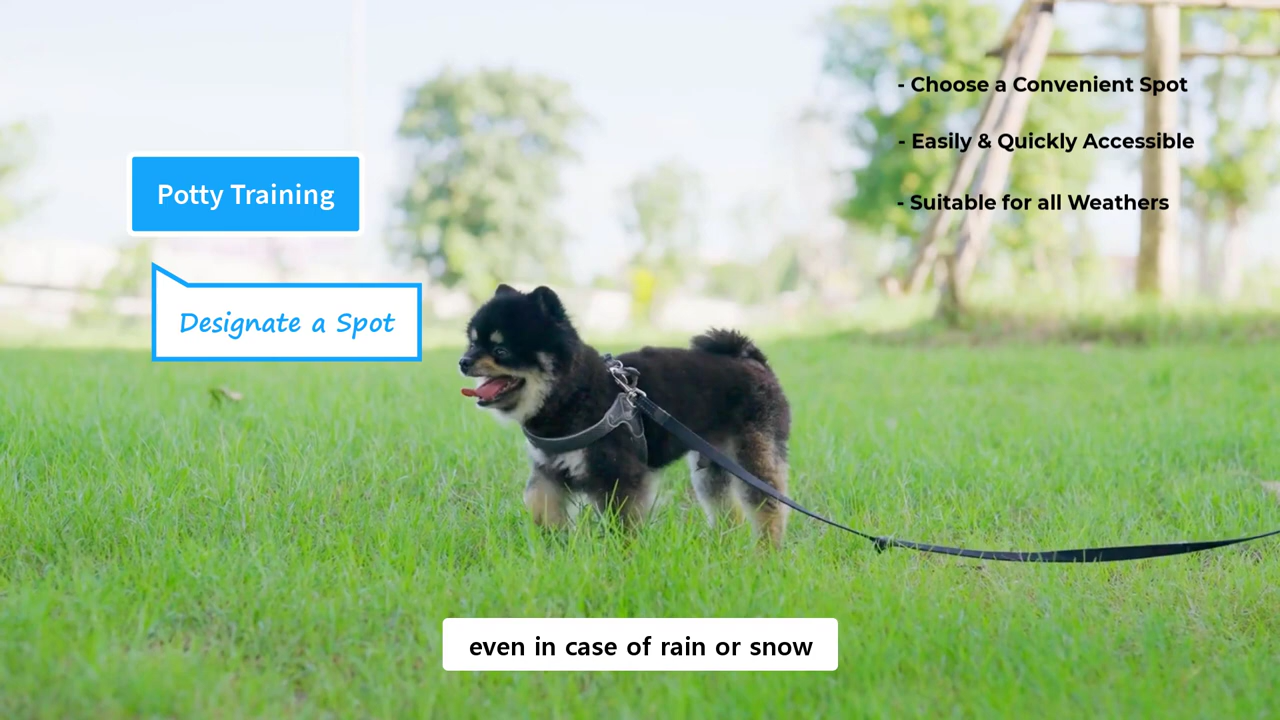 Potty Training
Designate a Spot
- Choose a Convenient Spot
- Easily & Quickly Accessible
- Suitable for all Weathers
even in case of rain or snow